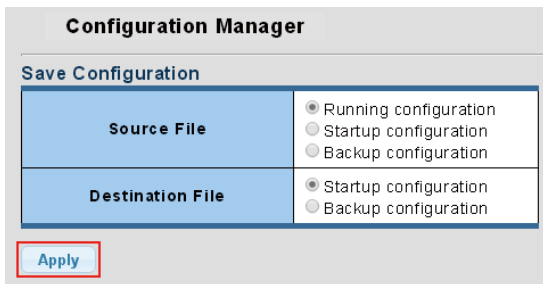 Configuration Manager
Save Configuration
Source File
Running configuration
Startup configuration
Backup configuration
Destination File
Startup configuration
Backup configuration
Apply